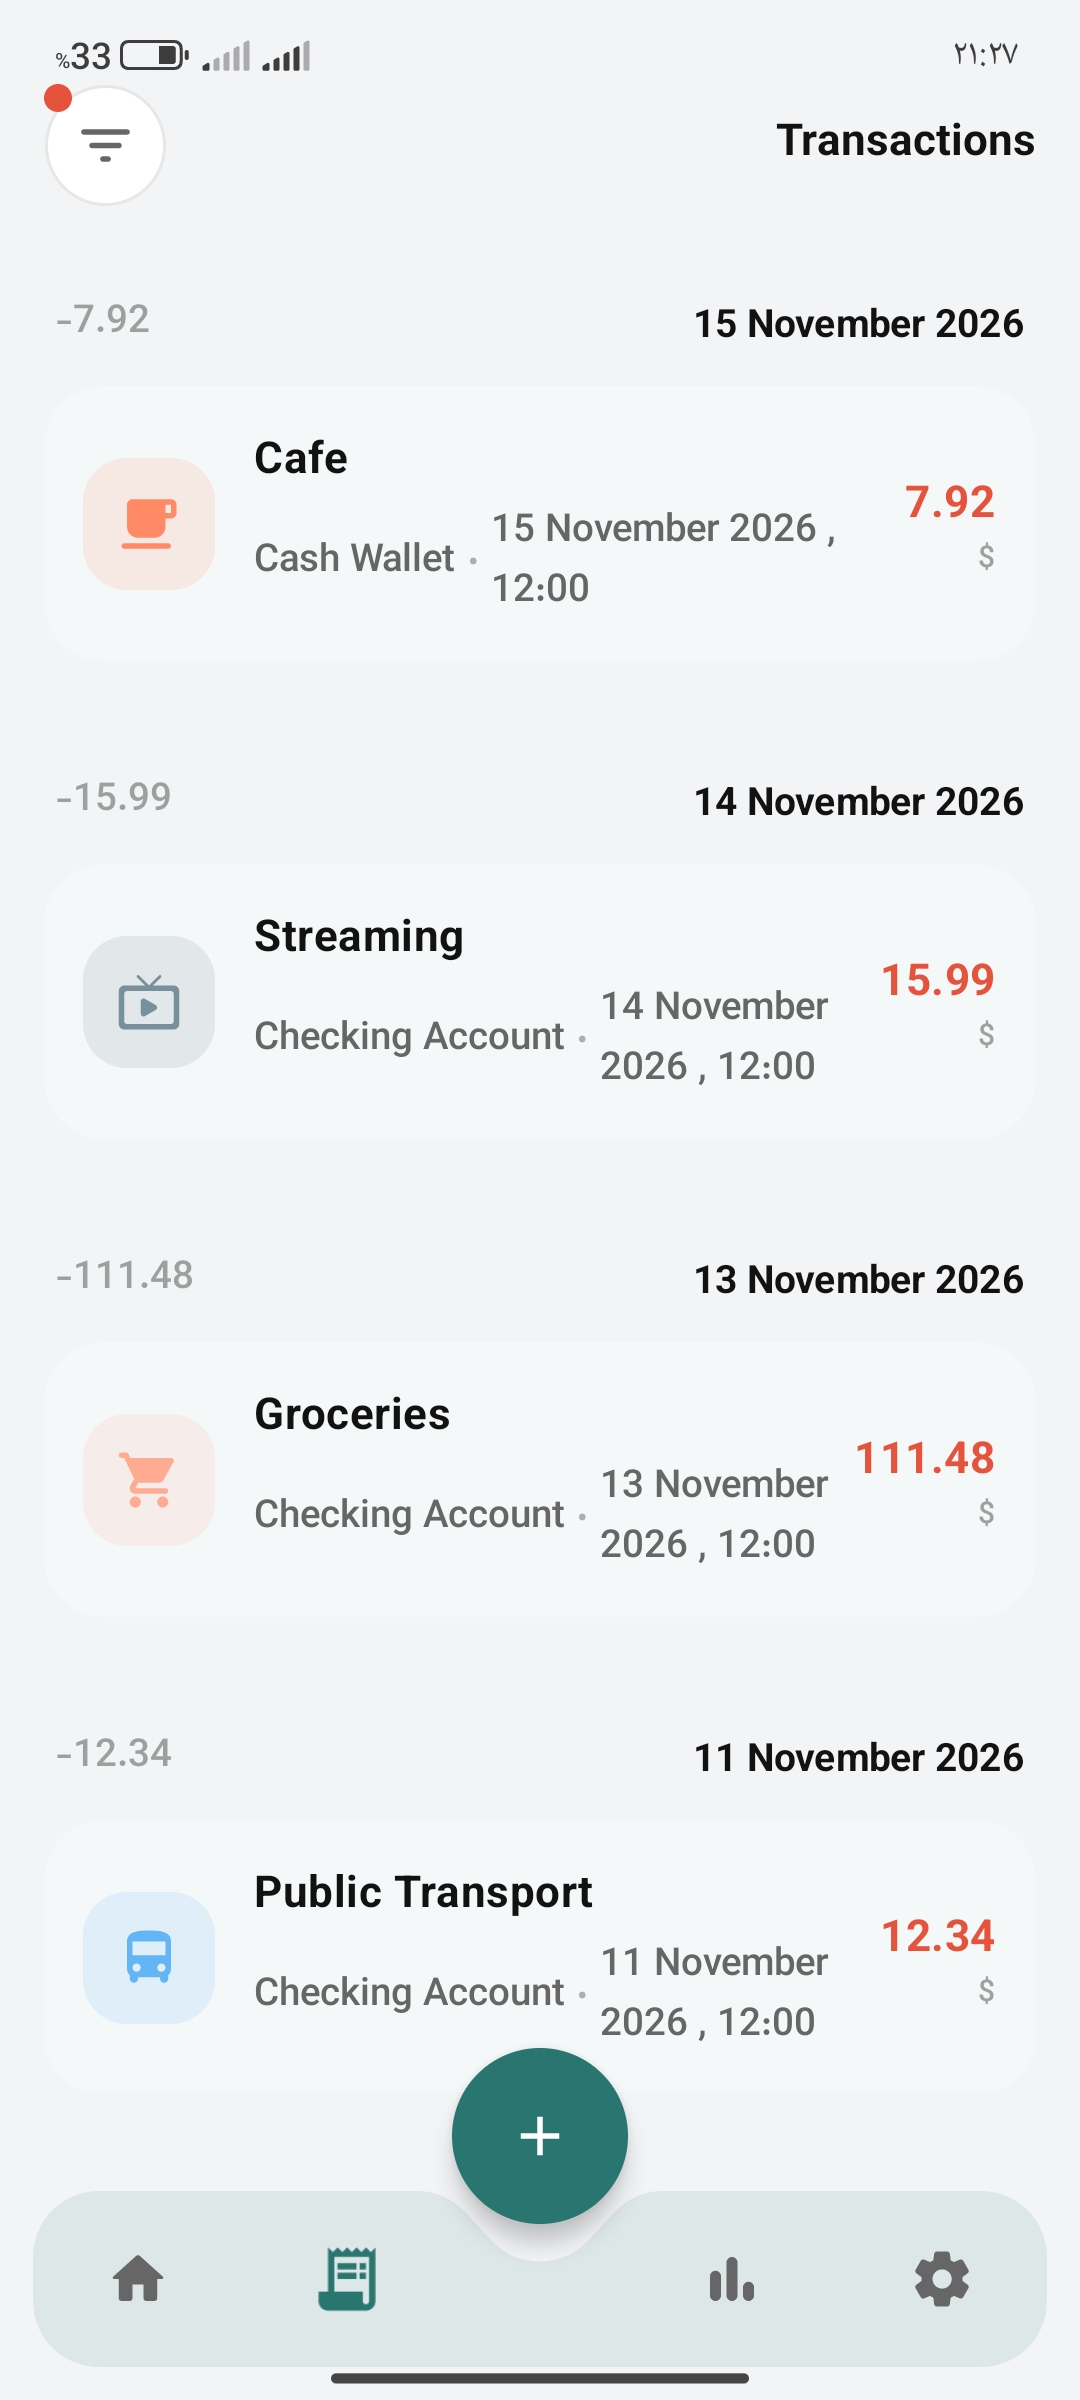 %33
۲۱:۲۷
Transactions
-7.92
15 November 2026
Cafe
Cash Wallet •
15 November 2026 ,
12:00
7.92
$
-15.99
14 November 2026
Streaming
Checking Account •
14 November
2026 , 12:00
15.99
$
-111.48
13 November 2026
Groceries
Checking Account •
13 November
2026 , 12:00
111.48
$
-12.34
11 November 2026
Public Transport
Checking Account •
11 November
2026 , 12:00
12.34
$